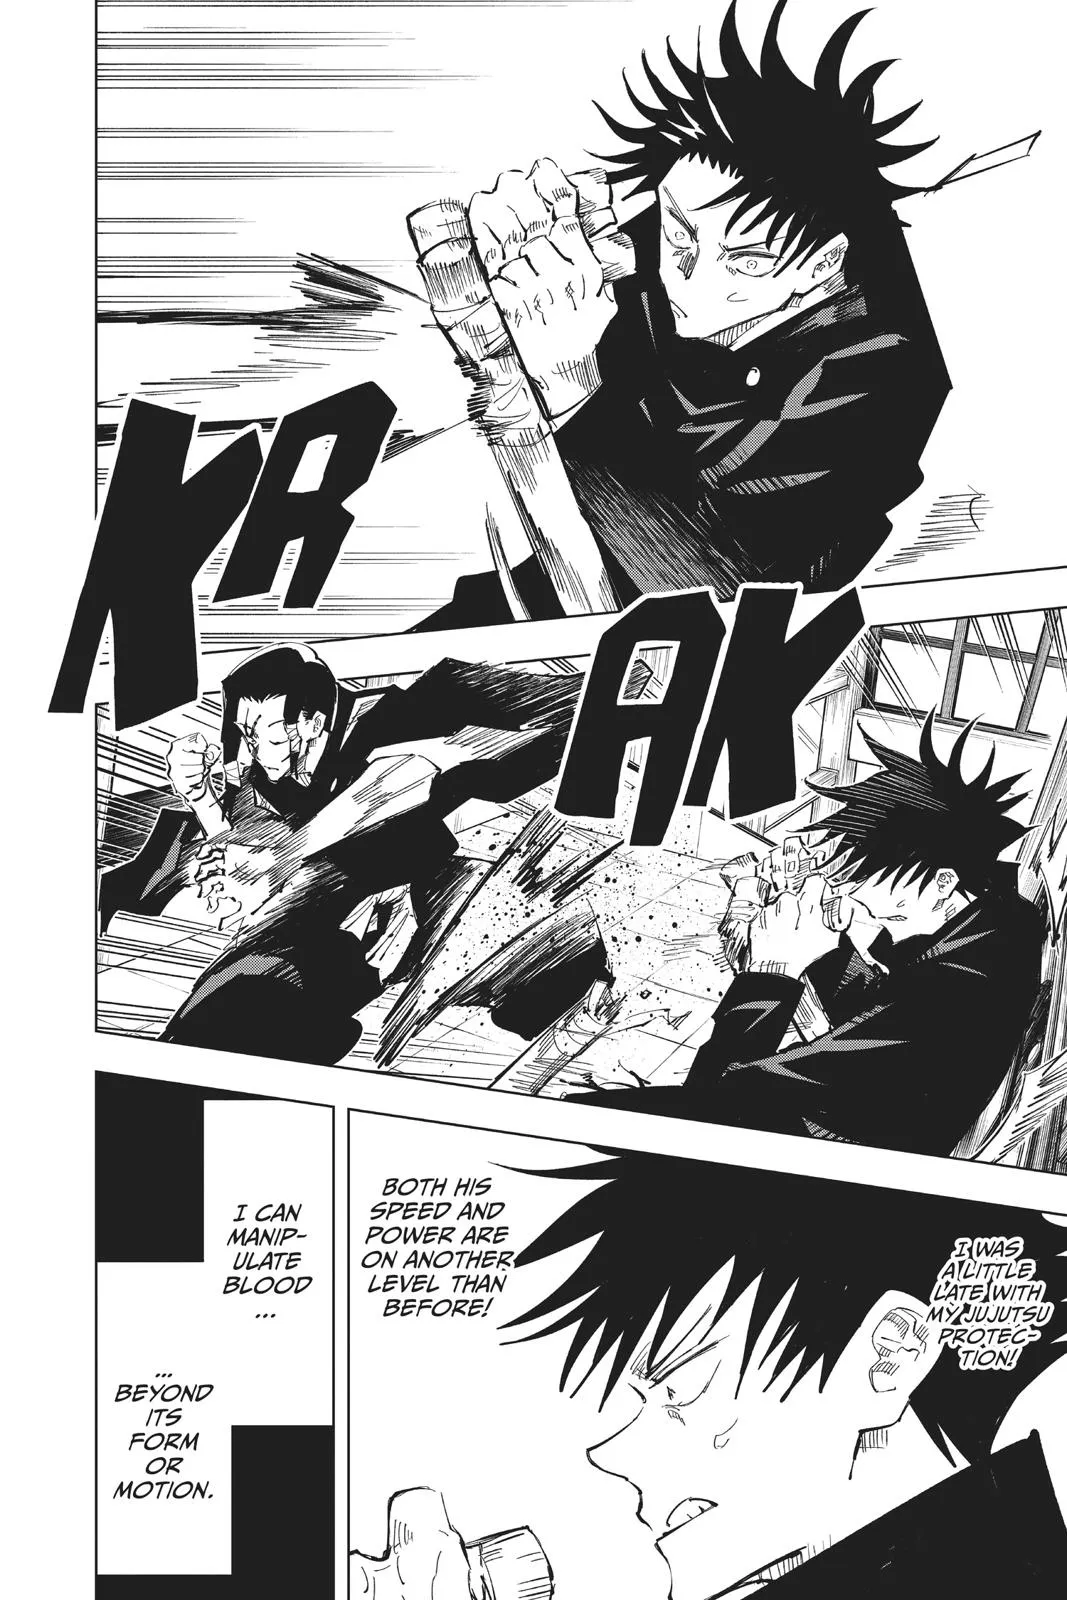 KR
AK
I WAS
A LITTLE
LATE WITH
MY JUJUTSU
PROTEC-
TION!
BOTH HIS
SPEED AND
POWER ARE
ON ANOTHER
LEVEL THAN
BEFORE!
I CAN
MANIP-
ULATE
BLOOD
...
...
BEYOND
ITS
FORM
OR
MOTION.